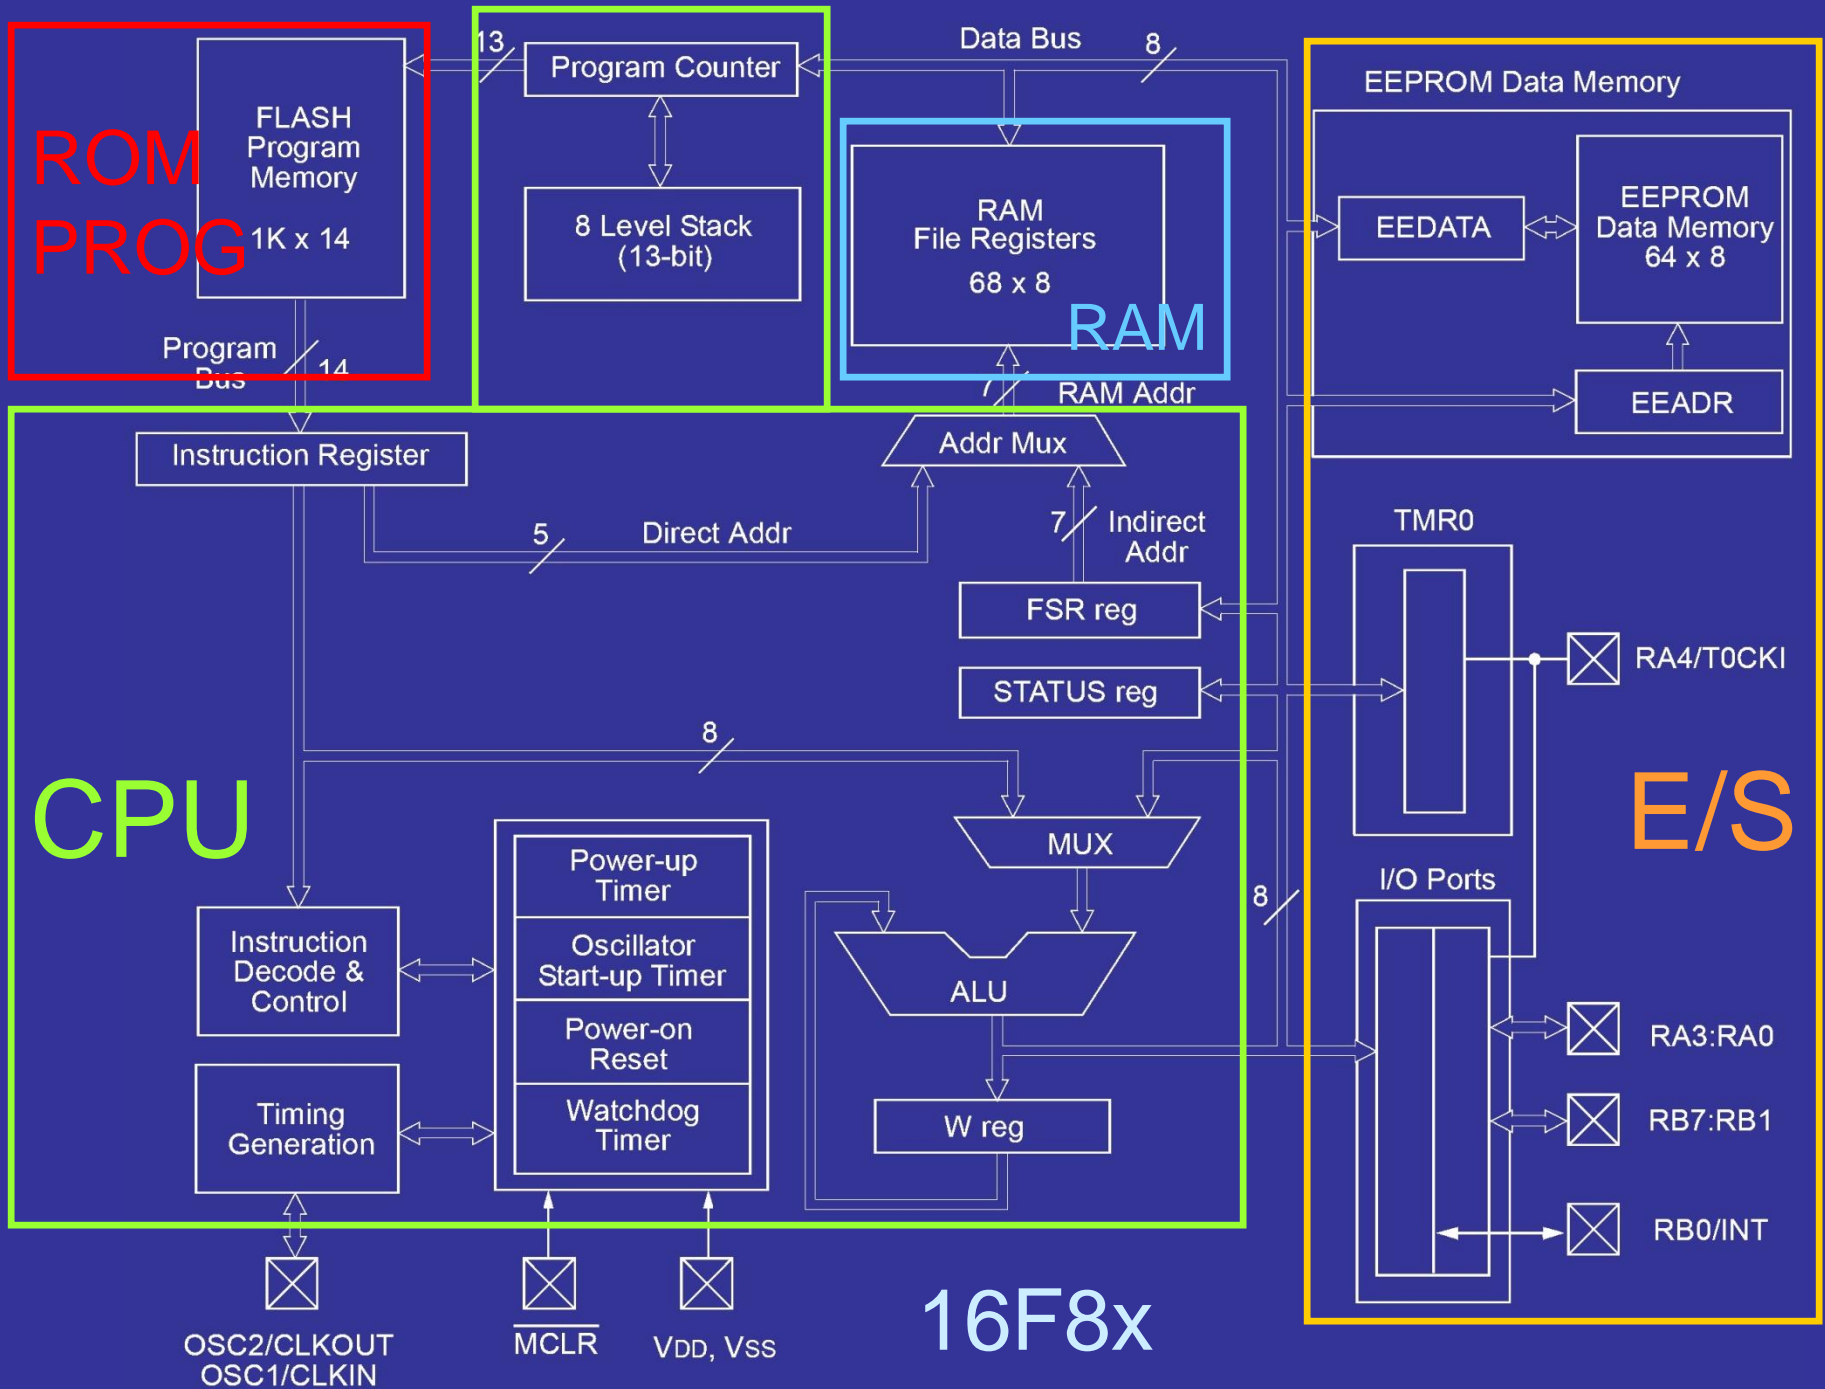 ROM
PROG
FLASH
Program
Memory
1K x 14
13
Program Counter
8 Level Stack
(13-bit)
Data Bus
8
RAM
File Registers
68 x 8
RAM
EEPROM Data Memory
EEDATA
EEPROM
Data Memory
64 x 8
EEADR
Program
Bus
14
7
RAM Addr
Instruction Register
Addr Mux
5
Direct Addr
7
Indirect
Addr
FSR reg
STATUS reg
TMR0
RA4/T0CKI
8
CPU
MUX
E/S
Power-up
Timer
Oscillator
Start-up Timer
Power-on
Reset
Watchdog
Timer
Instruction
Decode &
Control
Timing
Generation
ALU
W reg
8
I/O Ports
RA3:RA0
RB7:RB1
RB0/INT
OSC2/CLKOUT
OSC1/CLKIN
MCLR
VDD, VSS
16F8x